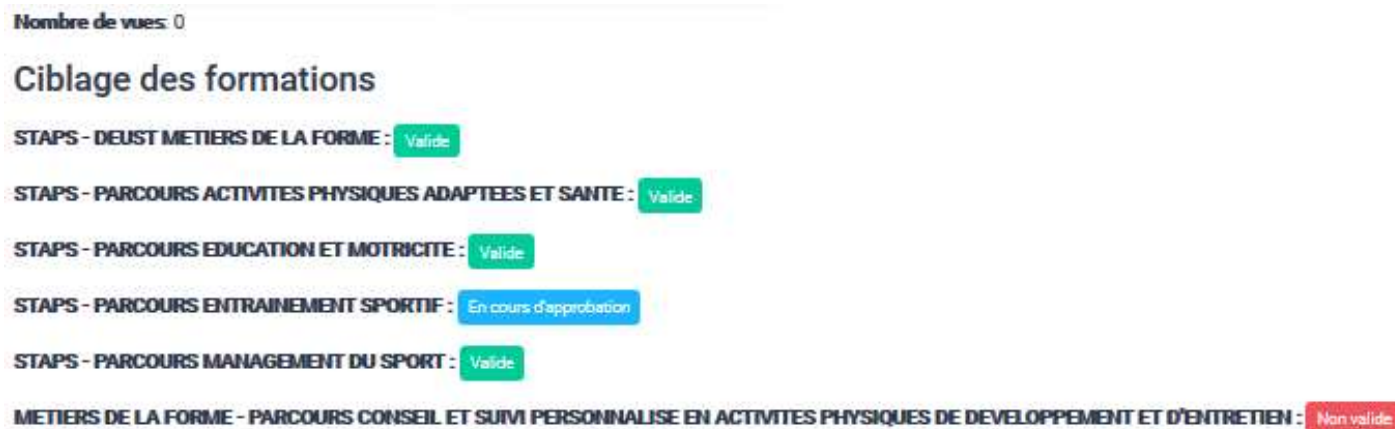 Nombre de vues: 0
Ciblage des formations
STAPS - DEUST METIERS DE LA FORME : Valide
STAPS - PARCOURS ACTIVITES PHYSIQUES ADAPTEES ET SANTE : Valide
STAPS - PARCOURS EDUCATION ET MOTRICITE : Valide
STAPS - PARCOURS ENTRAINEMENT SPORTIF : En cours d'approbation
STAPS - PARCOURS MANAGEMENT DU SPORT : Valide
METIERS DE LA FORME - PARCOURS CONSEIL ET SUIVI PERSONNALISE EN ACTIVITES PHYSIQUES DE DEVELOPPEMENT ET D'ENTRETIEN : Non valide